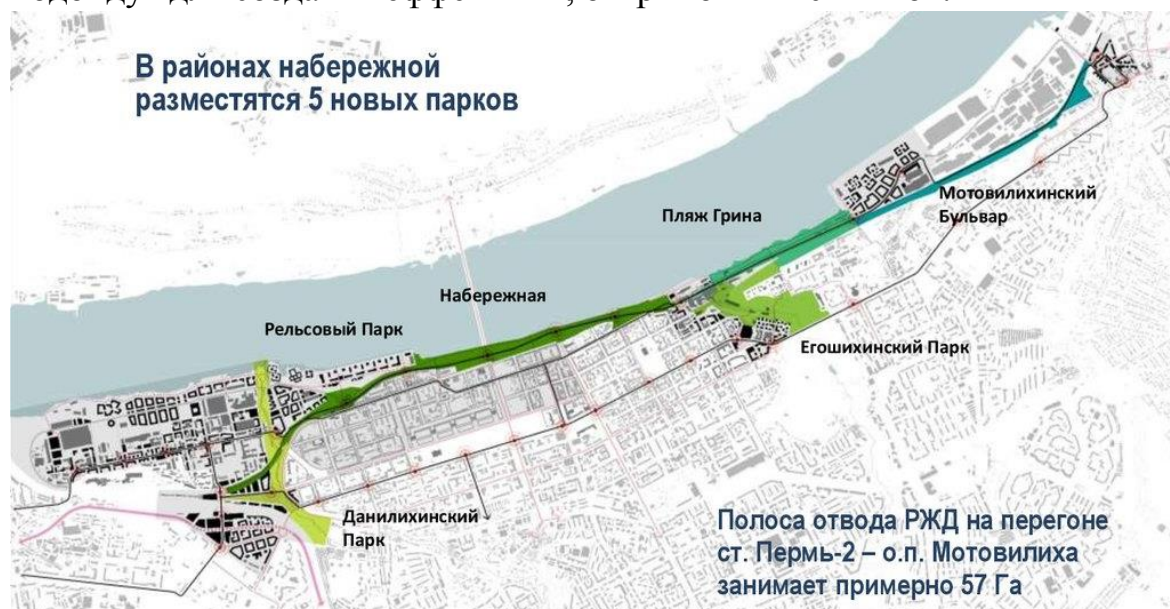 В районах набережной
разместятся 5 новых парков
Мотовилихинский
Бульвар
Пляж Грина
Набережная
Рельсовый Парк
Егошихинский Парк
Данилихинский
Парк
Полоса отвода РЖД на перегоне
ст. Пермь-2 – о.п. Мотовилиха
занимает примерно 57 Га